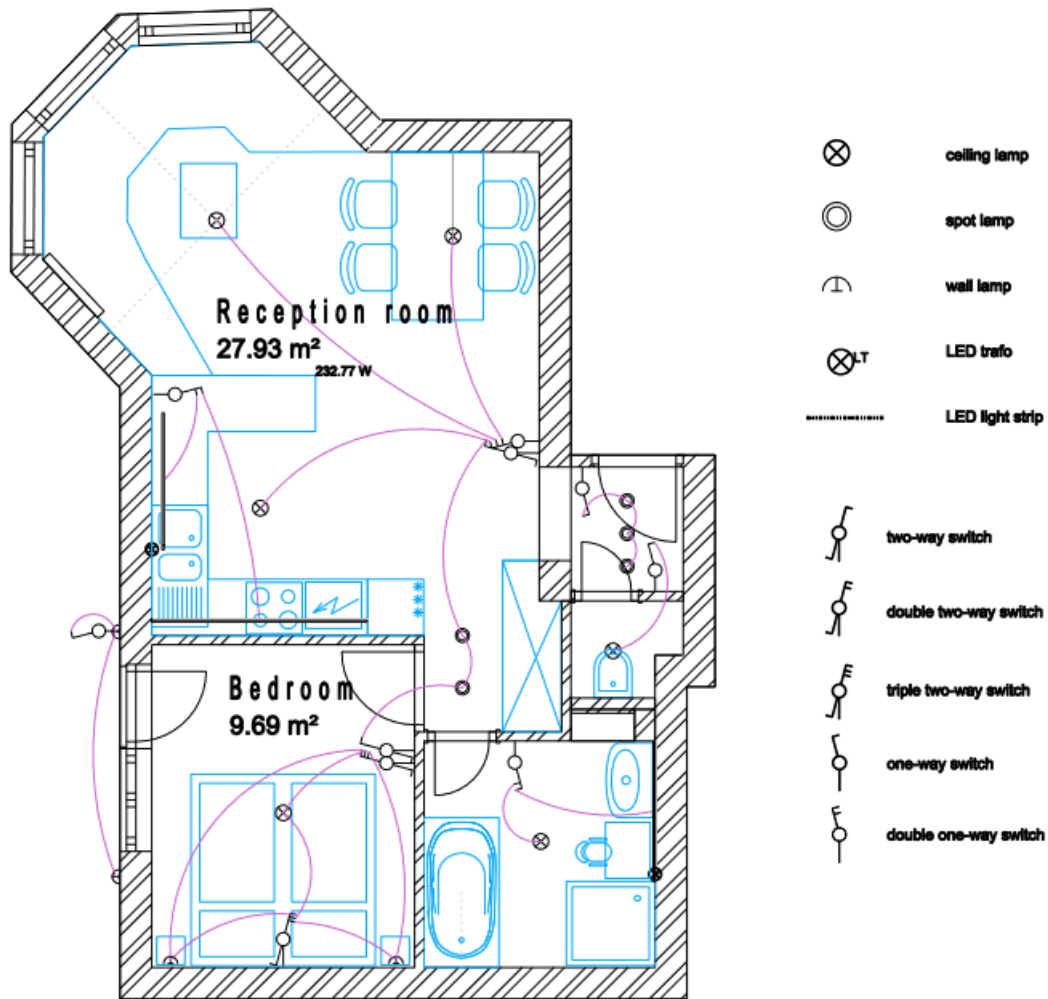 Reception room
27.93 m²
232.77 W
Bedroom
9.69 m²
ceiling lamp
spot lamp
wall lamp
LT
LED trafo
LED light strip
two-way switch
double two-way switch
triple two-way switch
one-way switch
double one-way switch